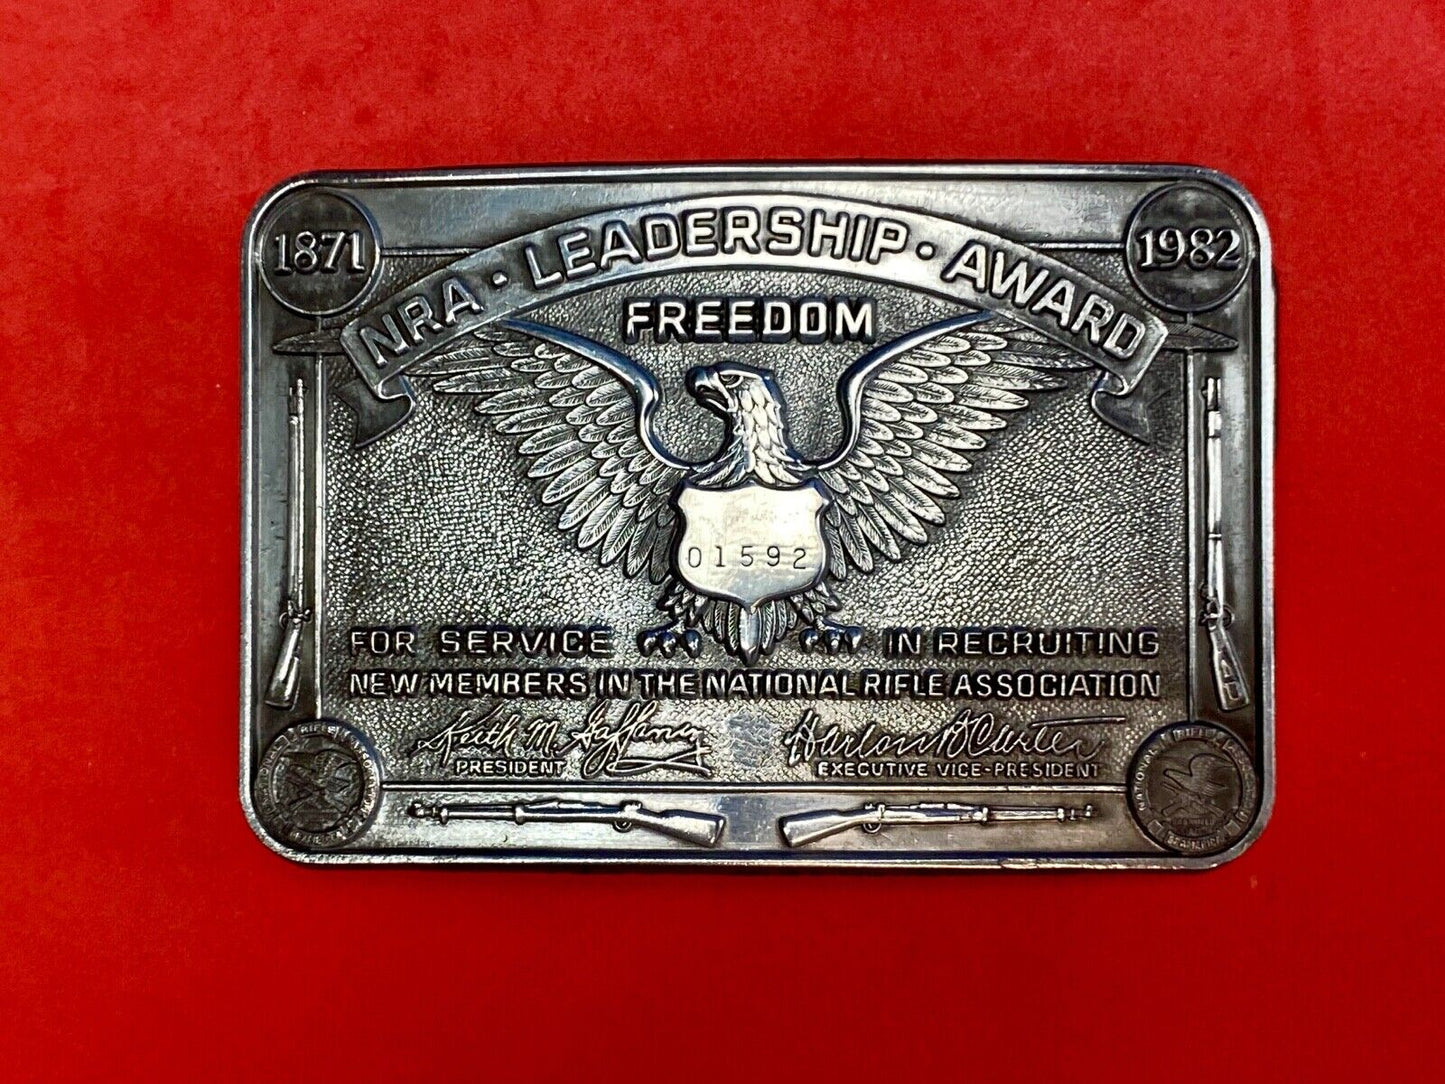 1871
1982
NRA · LEADERSHIP · AWARD
FREEDOM
01592
FOR SERVICE IN RECRUITING
NEW MEMBERS IN THE NATIONAL RIFLE ASSOCIATION
Keith M. Gaffaney
Harlon B Carter
PRESIDENT
EXECUTIVE VICE-PRESIDENT